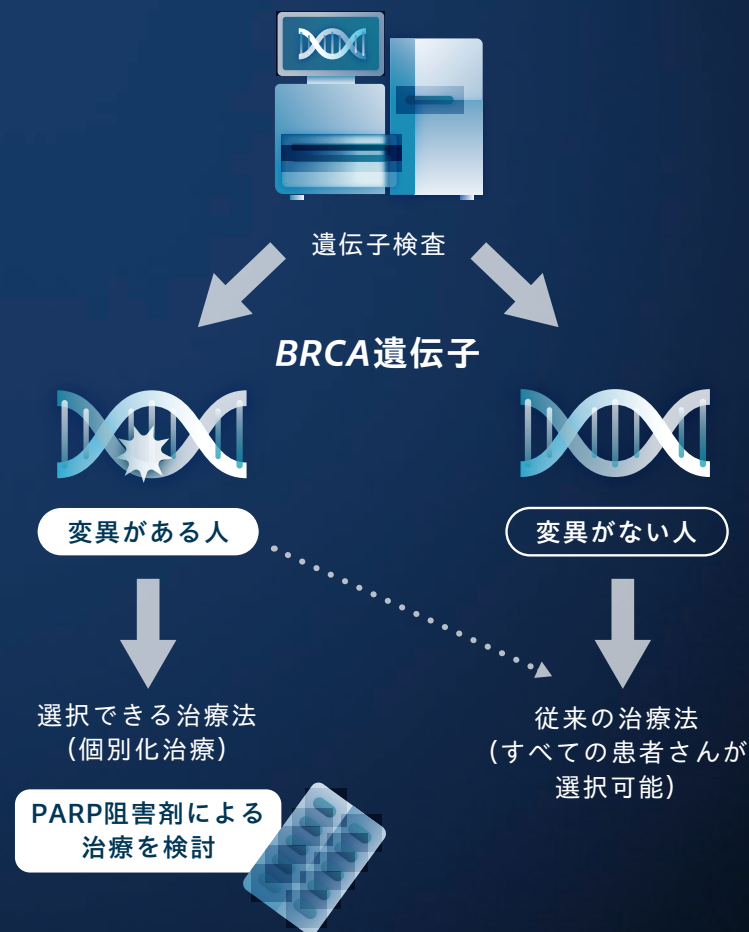 遺伝子検査
BRCA遺伝子
変異がある人
変異がない人
選択できる治療法
(個別化治療)
PARP阻害剤による
治療を検討
従来の治療法
(すべての患者さんが
選択可能)